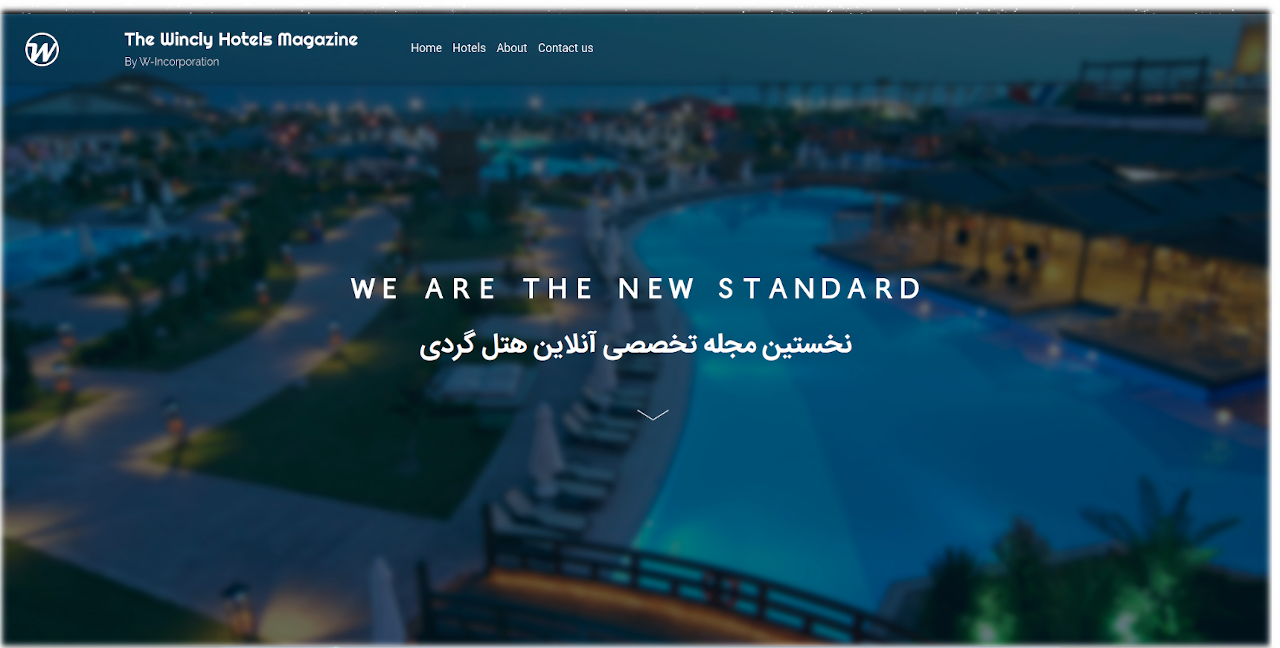 W
The Wincly Hotels Magazine
By W-Incorporation
Home Hotels About Contact us
WE ARE THE NEW STANDARD
نخستین مجله تخصصی آنلاین هتل گردی